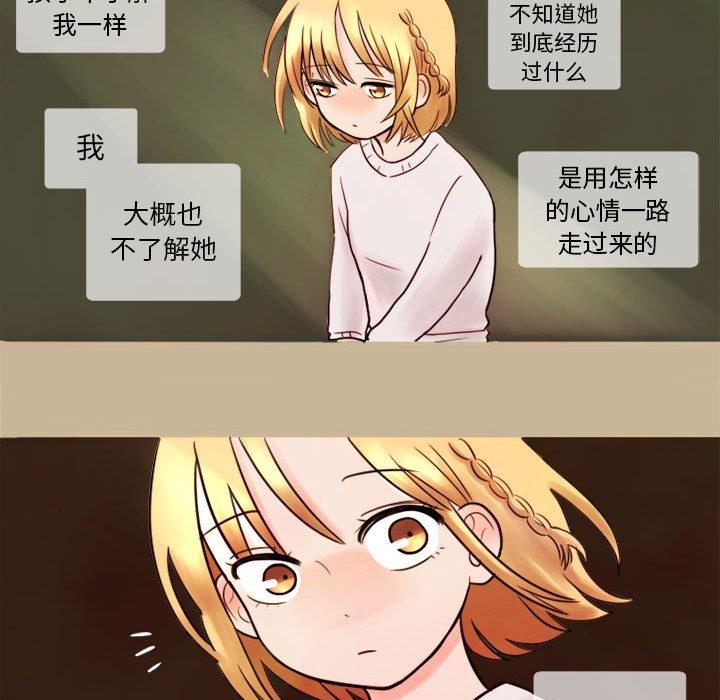 我一样
我
大概也
不了解她
不知道她
到底经历
过什么
是用怎样
的心情一路
走过来的